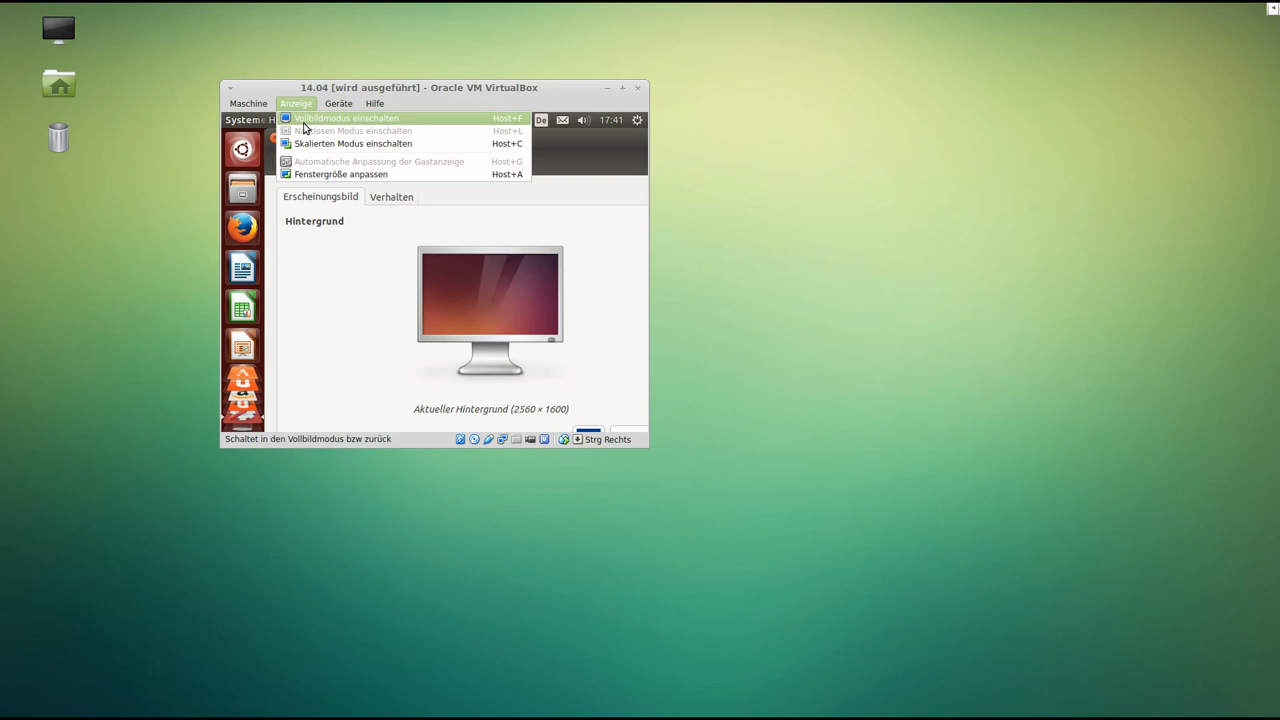 14.04 [wird ausgeführt] - Oracle VM VirtualBox
Maschine Anzeige Geräte Hilfe
Vollbildmodus einschalten Host+F
Modus einschalten Host+L
Skalierten Modus einschalten Host+C
Automatische Anpassung der Gastanzeige Host+G
Fenstergröße anpassen Host+A
De 17:41
Erscheinungsbild Verhalten
Hintergrund
Aktueller Hintergrund (2560 × 1600)
Schaltet in den Vollbildmodus bzw zurück
Strg Rechts